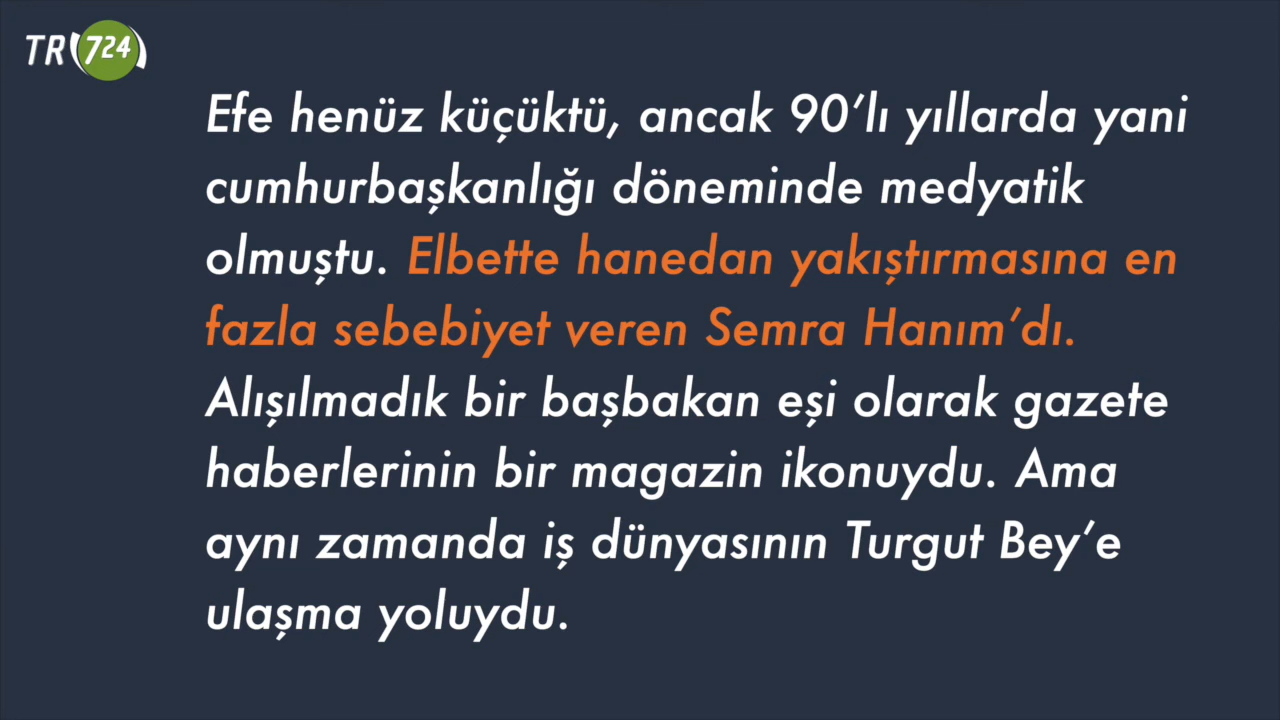 TR724
Efe henüz küçüktü, ancak 90’lı yıllarda yani
cumhurbaşkanlığı döneminde medyatik
olmuştu. Elbette hanedan yakıştırmasına en
fazla sebebiyet veren Semra Hanım’dı.
Alışılmadık bir başbakan eşi olarak gazete
haberlerinin bir magazin ikonuydu. Ama
aynı zamanda iş dünyasının Turgut Bey’e
ulaşma yoluydu.